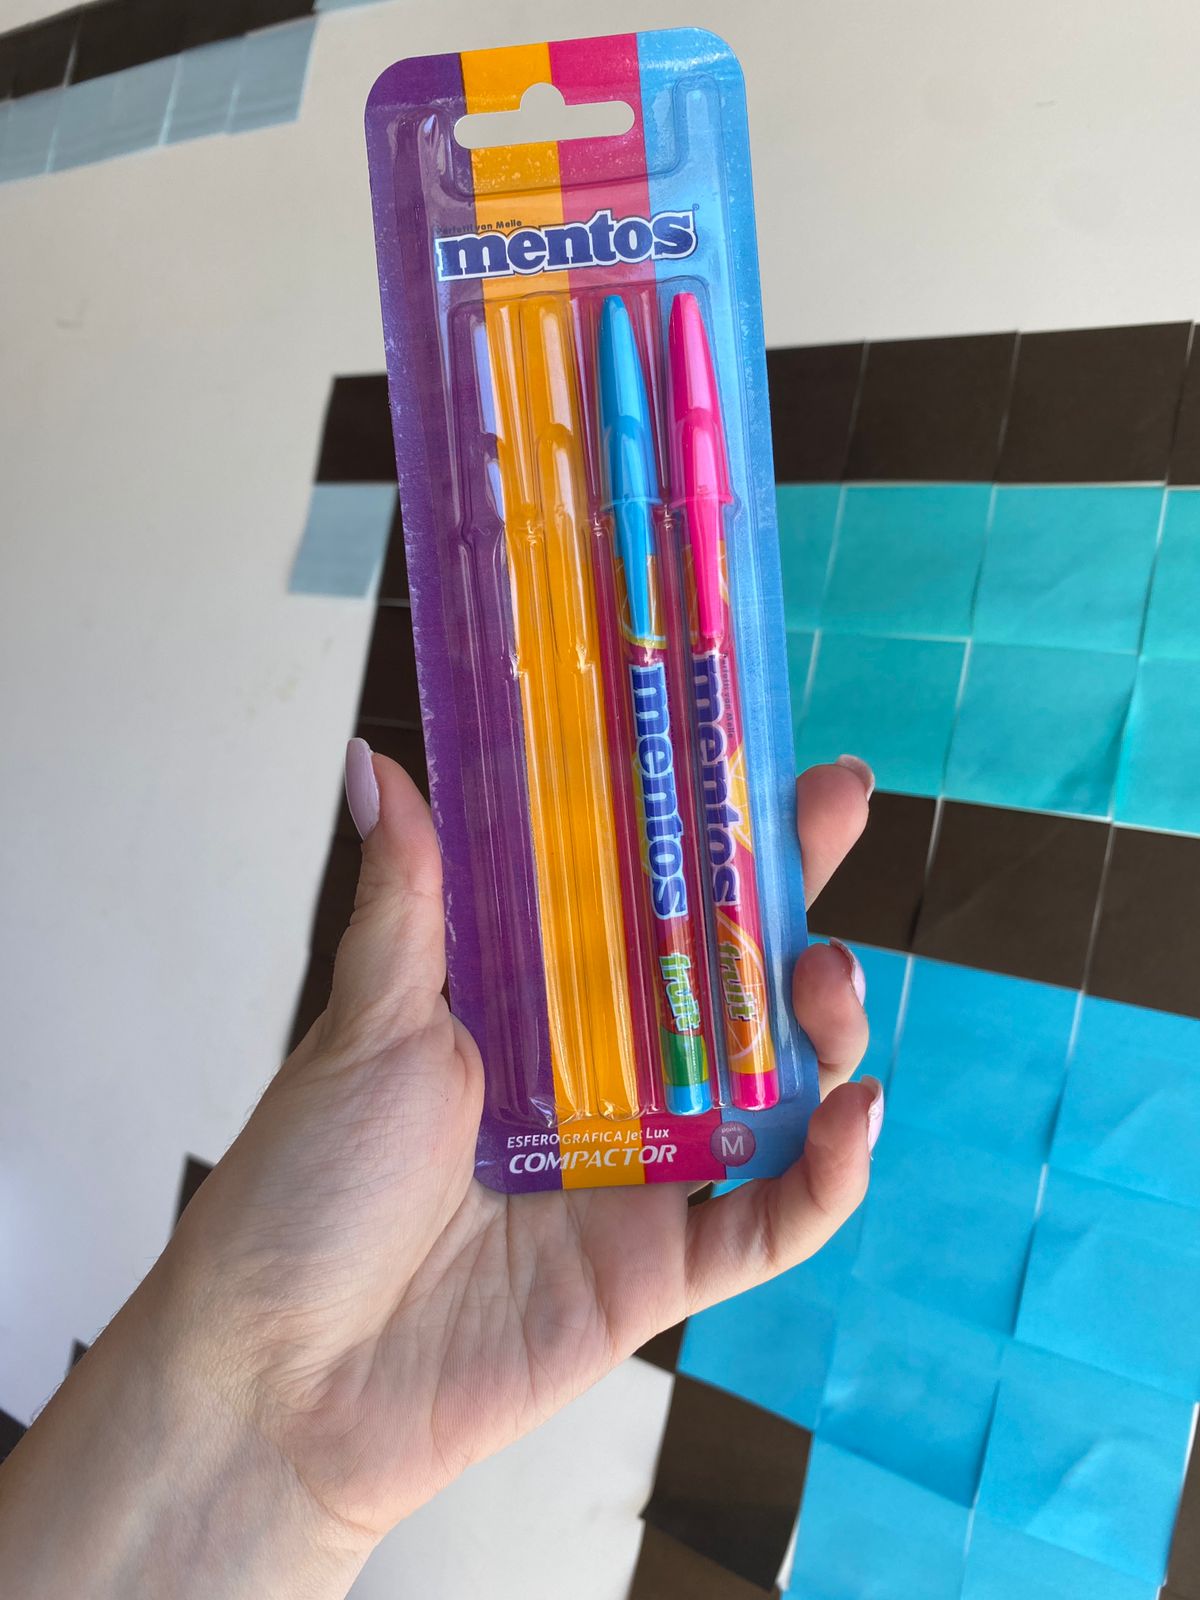 Perfetti van Melle
mentos
mentos
fruit
Perfetti van Melle
mentos
fruit
ESFEROGRÁFICA Jet Lux
COMPACTOR
M